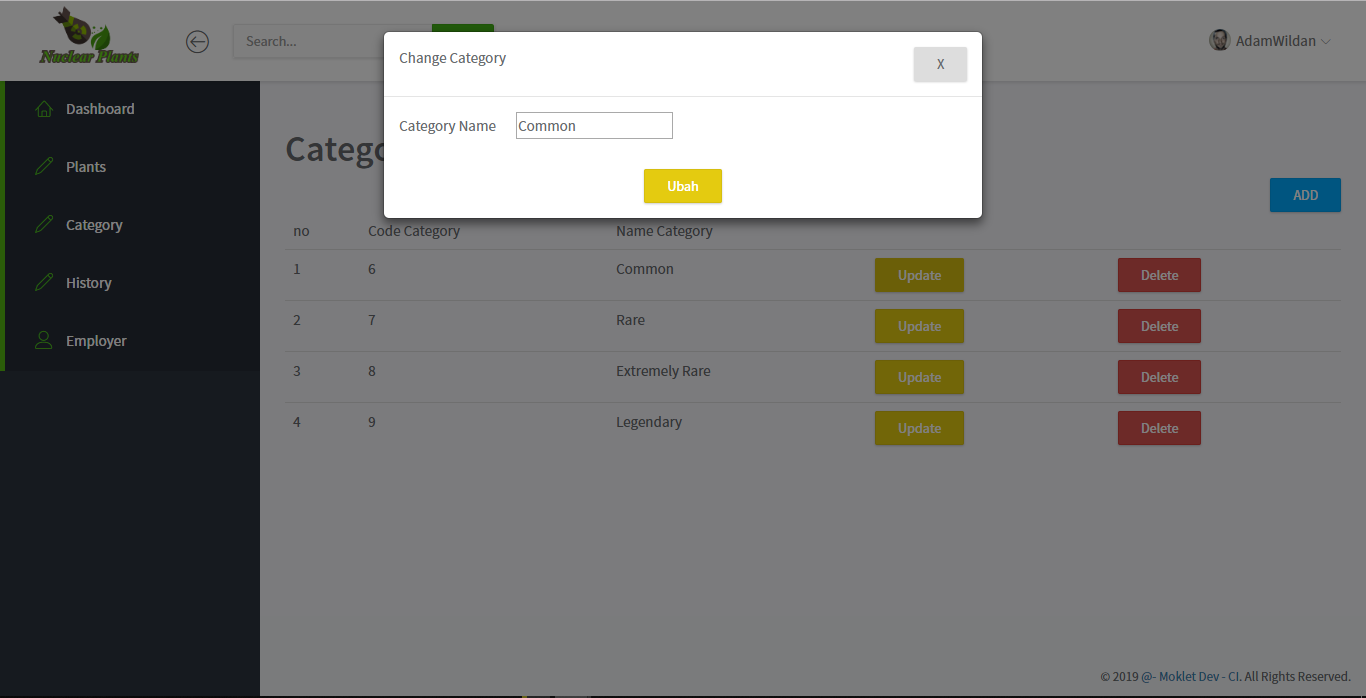 Nuclear Plants
Search...
AdamWildan
Change Category
X
Category Name Common
Ubah
Dashboard
Plants
Category
History
Employer
ADD
no Code Category Name Category
1 6 Common Update Delete
2 7 Rare Update Delete
3 8 Extremely Rare Update Delete
4 9 Legendary Update Delete
© 2019 @- Moklet Dev - CI. All Rights Reserved.